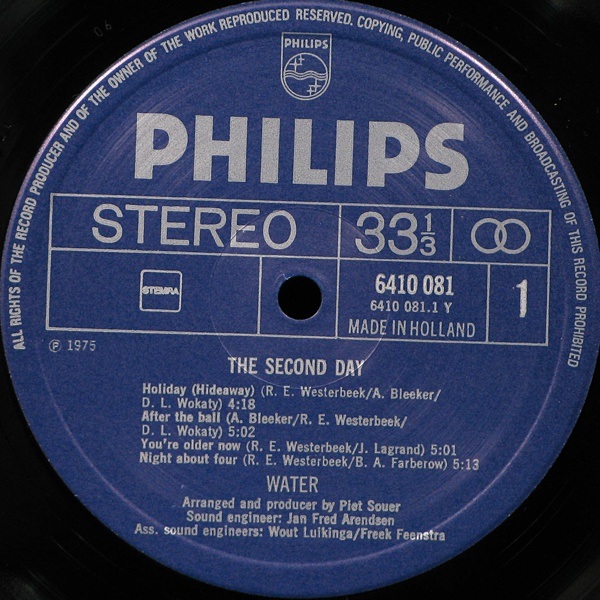 ALL RIGHTS OF THE RECORD PRODUCER AND OF THE OWNER OF THE WORK REPRODUCED RESERVED. COPYING, PUBLIC PERFORMANCE AND BROADCASTING OF THIS RECORD PROHIBITED
PHILIPS
PHILIPS
STEREO 33 1/3
STEMRA 6410 081 1
6410 081.1 Y
MADE IN HOLLAND
℗ 1975
THE SECOND DAY
Holiday (Hideaway) (R. E. Westerbeek/A. Bleeker/
D. L. Wokaty) 4:18
After the ball (A. Bleeker/R. E. Westerbeek/
D. L. Wokaty) 5:02
You're older now (R. E. Westerbeek/J. Lagrand) 5:01
Night about four (R. E. Westerbeek/B. A. Farberow) 5:13
WATER
Arranged and producer by Piet Souer
Sound engineer: Jan Fred Arendsen
Ass. sound engineers: Wout Luikinga/Freek Feenstra